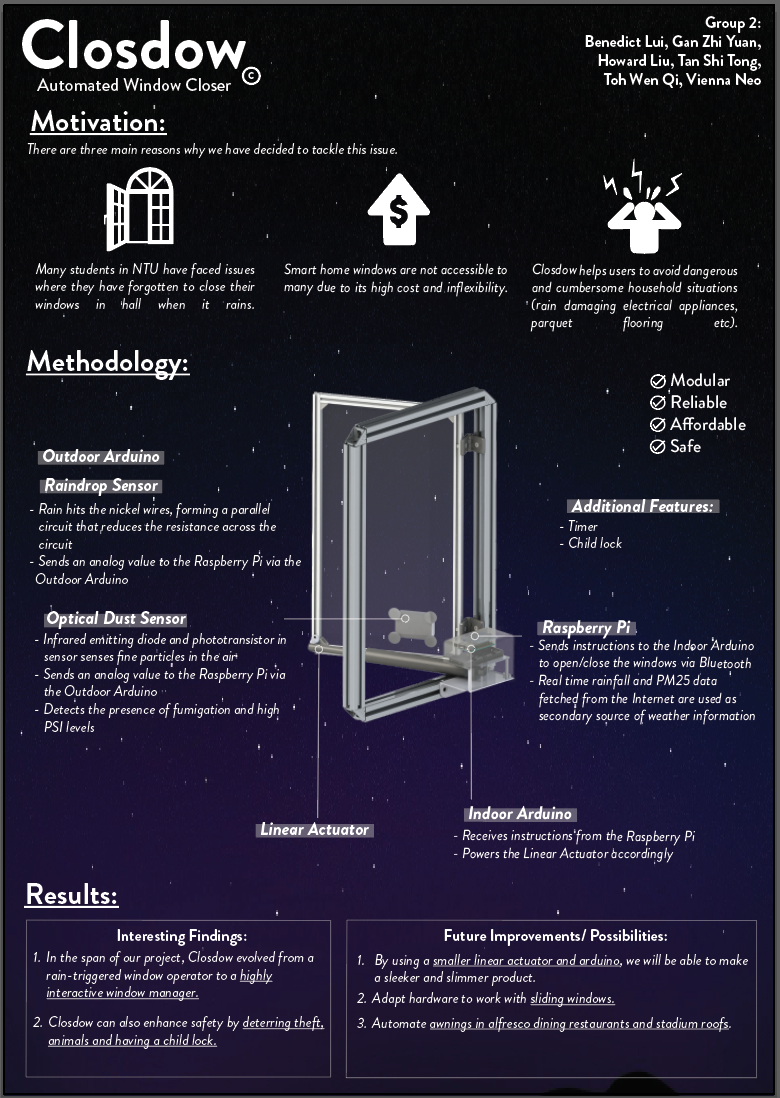 Closdow
©
Automated Window Closer
Group 2:
Benedict Lui, Gan Zhi Yuan,
Howard Liu, Tan Shi Tong,
Toh Wen Qi, Vienna Neo
Motivation:
There are three main reasons why we have decided to tackle this issue.
Many students in NTU have faced issues
where they have forgotten to close their
windows in hall when it rains.
$
Smart home windows are not accessible to
many due to its high cost and inflexibility.
Closdow helps users to avoid dangerous
and cumbersome household situations
(rain damaging electrical appliances,
parquet flooring etc).
Methodology:
Modular
Reliable
Affordable
Safe
Outdoor Arduino
Raindrop Sensor
- Rain hits the nickel wires, forming a parallel
circuit that reduces the resistance across the
circuit
- Sends an analog value to the Raspberry Pi via the
Outdoor Arduino
Optical Dust Sensor
- Infrared emitting diode and phototransistor in
sensor senses fine particles in the air
- Sends an analog value to the Raspberry Pi via
the Outdoor Arduino
- Detects the presence of fumigation and high
PSI levels
Additional Features:
- Timer
- Child lock
Raspberry Pi
- Sends instructions to the Indoor Arduino
to open/close the windows via Bluetooth
- Real time rainfall and PM25 data
fetched from the Internet are used as
secondary source of weather information
Linear Actuator
Indoor Arduino
- Receives instructions from the Raspberry Pi
- Powers the Linear Actuator accordingly
Results:
Interesting Findings:
1. In the span of our project, Closdow evolved from a
rain-triggered window operator to a highly
interactive window manager.
2. Closdow can also enhance safety by deterring theft,
animals and having a child lock.
Future Improvements/ Possibilities:
1. By using a smaller linear actuator and arduino, we will be able to make
a sleeker and slimmer product.
2. Adapt hardware to work with sliding windows.
3. Automate awnings in alfresco dining restaurants and stadium roofs.